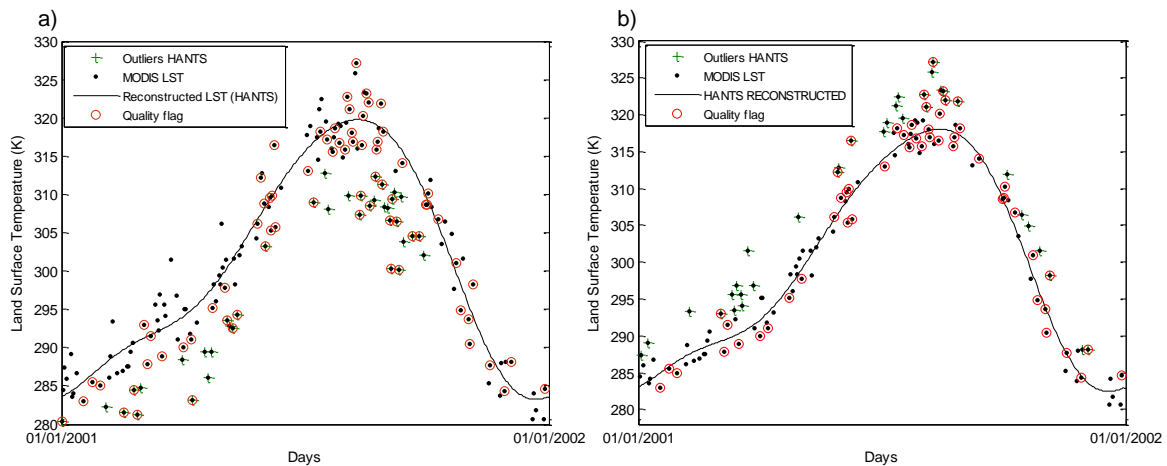 a)
330
325
320
315
310
305
300
295
290
285
280
Land Surface Temperature (K)
Outliers HANTS
MODIS LST
Reconstructed LST (HANTS)
Quality flag
01/01/2001
01/01/2002
Days
b)
330
325
320
315
310
305
300
295
290
285
280
Land Surface Temperature (K)
Outliers HANTS
MODIS LST
HANTS RECONSTRUCTED
Quality flag
01/01/2001
01/01/2002
Days